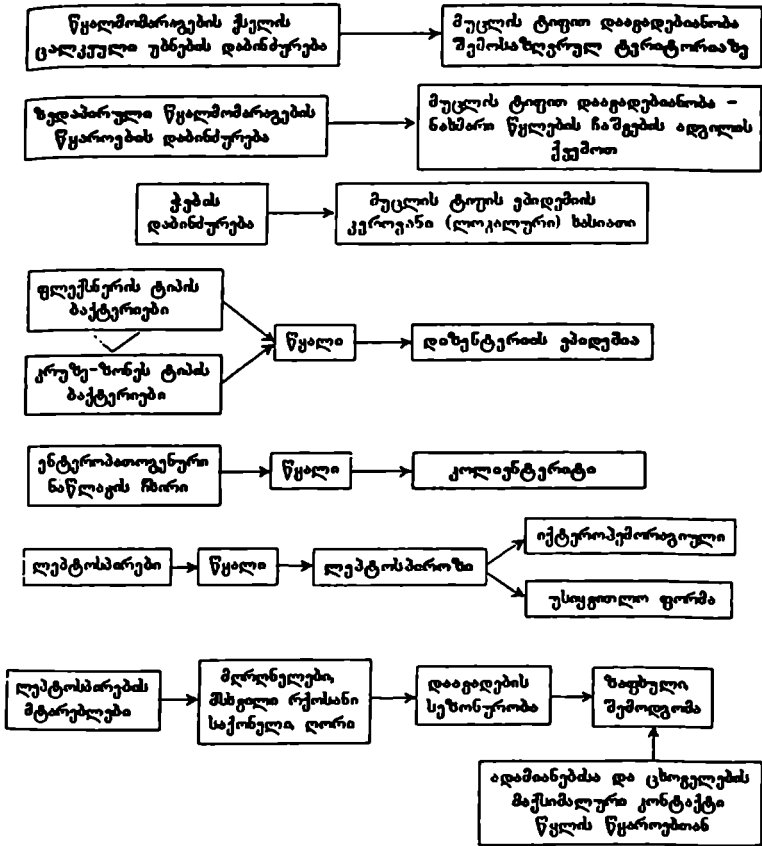 წყალმომარაგების ქსელის
ცალკეული უბნების დაბინძურება
მუცლის ტიფით დაავადებიანობა
შემოსაზღვრულ ტერიტორიაზე
ზედაპირული წყალმომარაგების
წყაროების დაბინძურება
მუცლის ტიფით დაავადებიანობა –
ნახმარი წყლების ჩაშვების ადგილის
ქვემოთ
ჭების
დაბინძურება
მუცლის ტიფის ეპიდემიის
კეროვანი (ლოკალური) ხასიათი
ფლექსნერის ტიპის
ბაქტერიები
კრუზე-ზონეს ტიპის
ბაქტერიები
წყალი
დიზენტერიის ეპიდემია
ენტეროპათოგენური
ნაწლავის ჩხირი
წყალი
კოლიენტერიტი
ლეპტოსპირები
წყალი
ლეპტოსპიროზი
იქტეროჰემორაგიული
უსიყვითლო ფორმა
ლეპტოსპირების
მტარებლები
მღრღნელები,
მსხვილი რქოსანი
საქონელი, ღორი
დაავადების
სეზონურობა
ზაფხული,
შემოდგომა
ადამიანებისა და ცხოველების
მაქსიმალური კონტაქტი
წყლის წყაროებთან